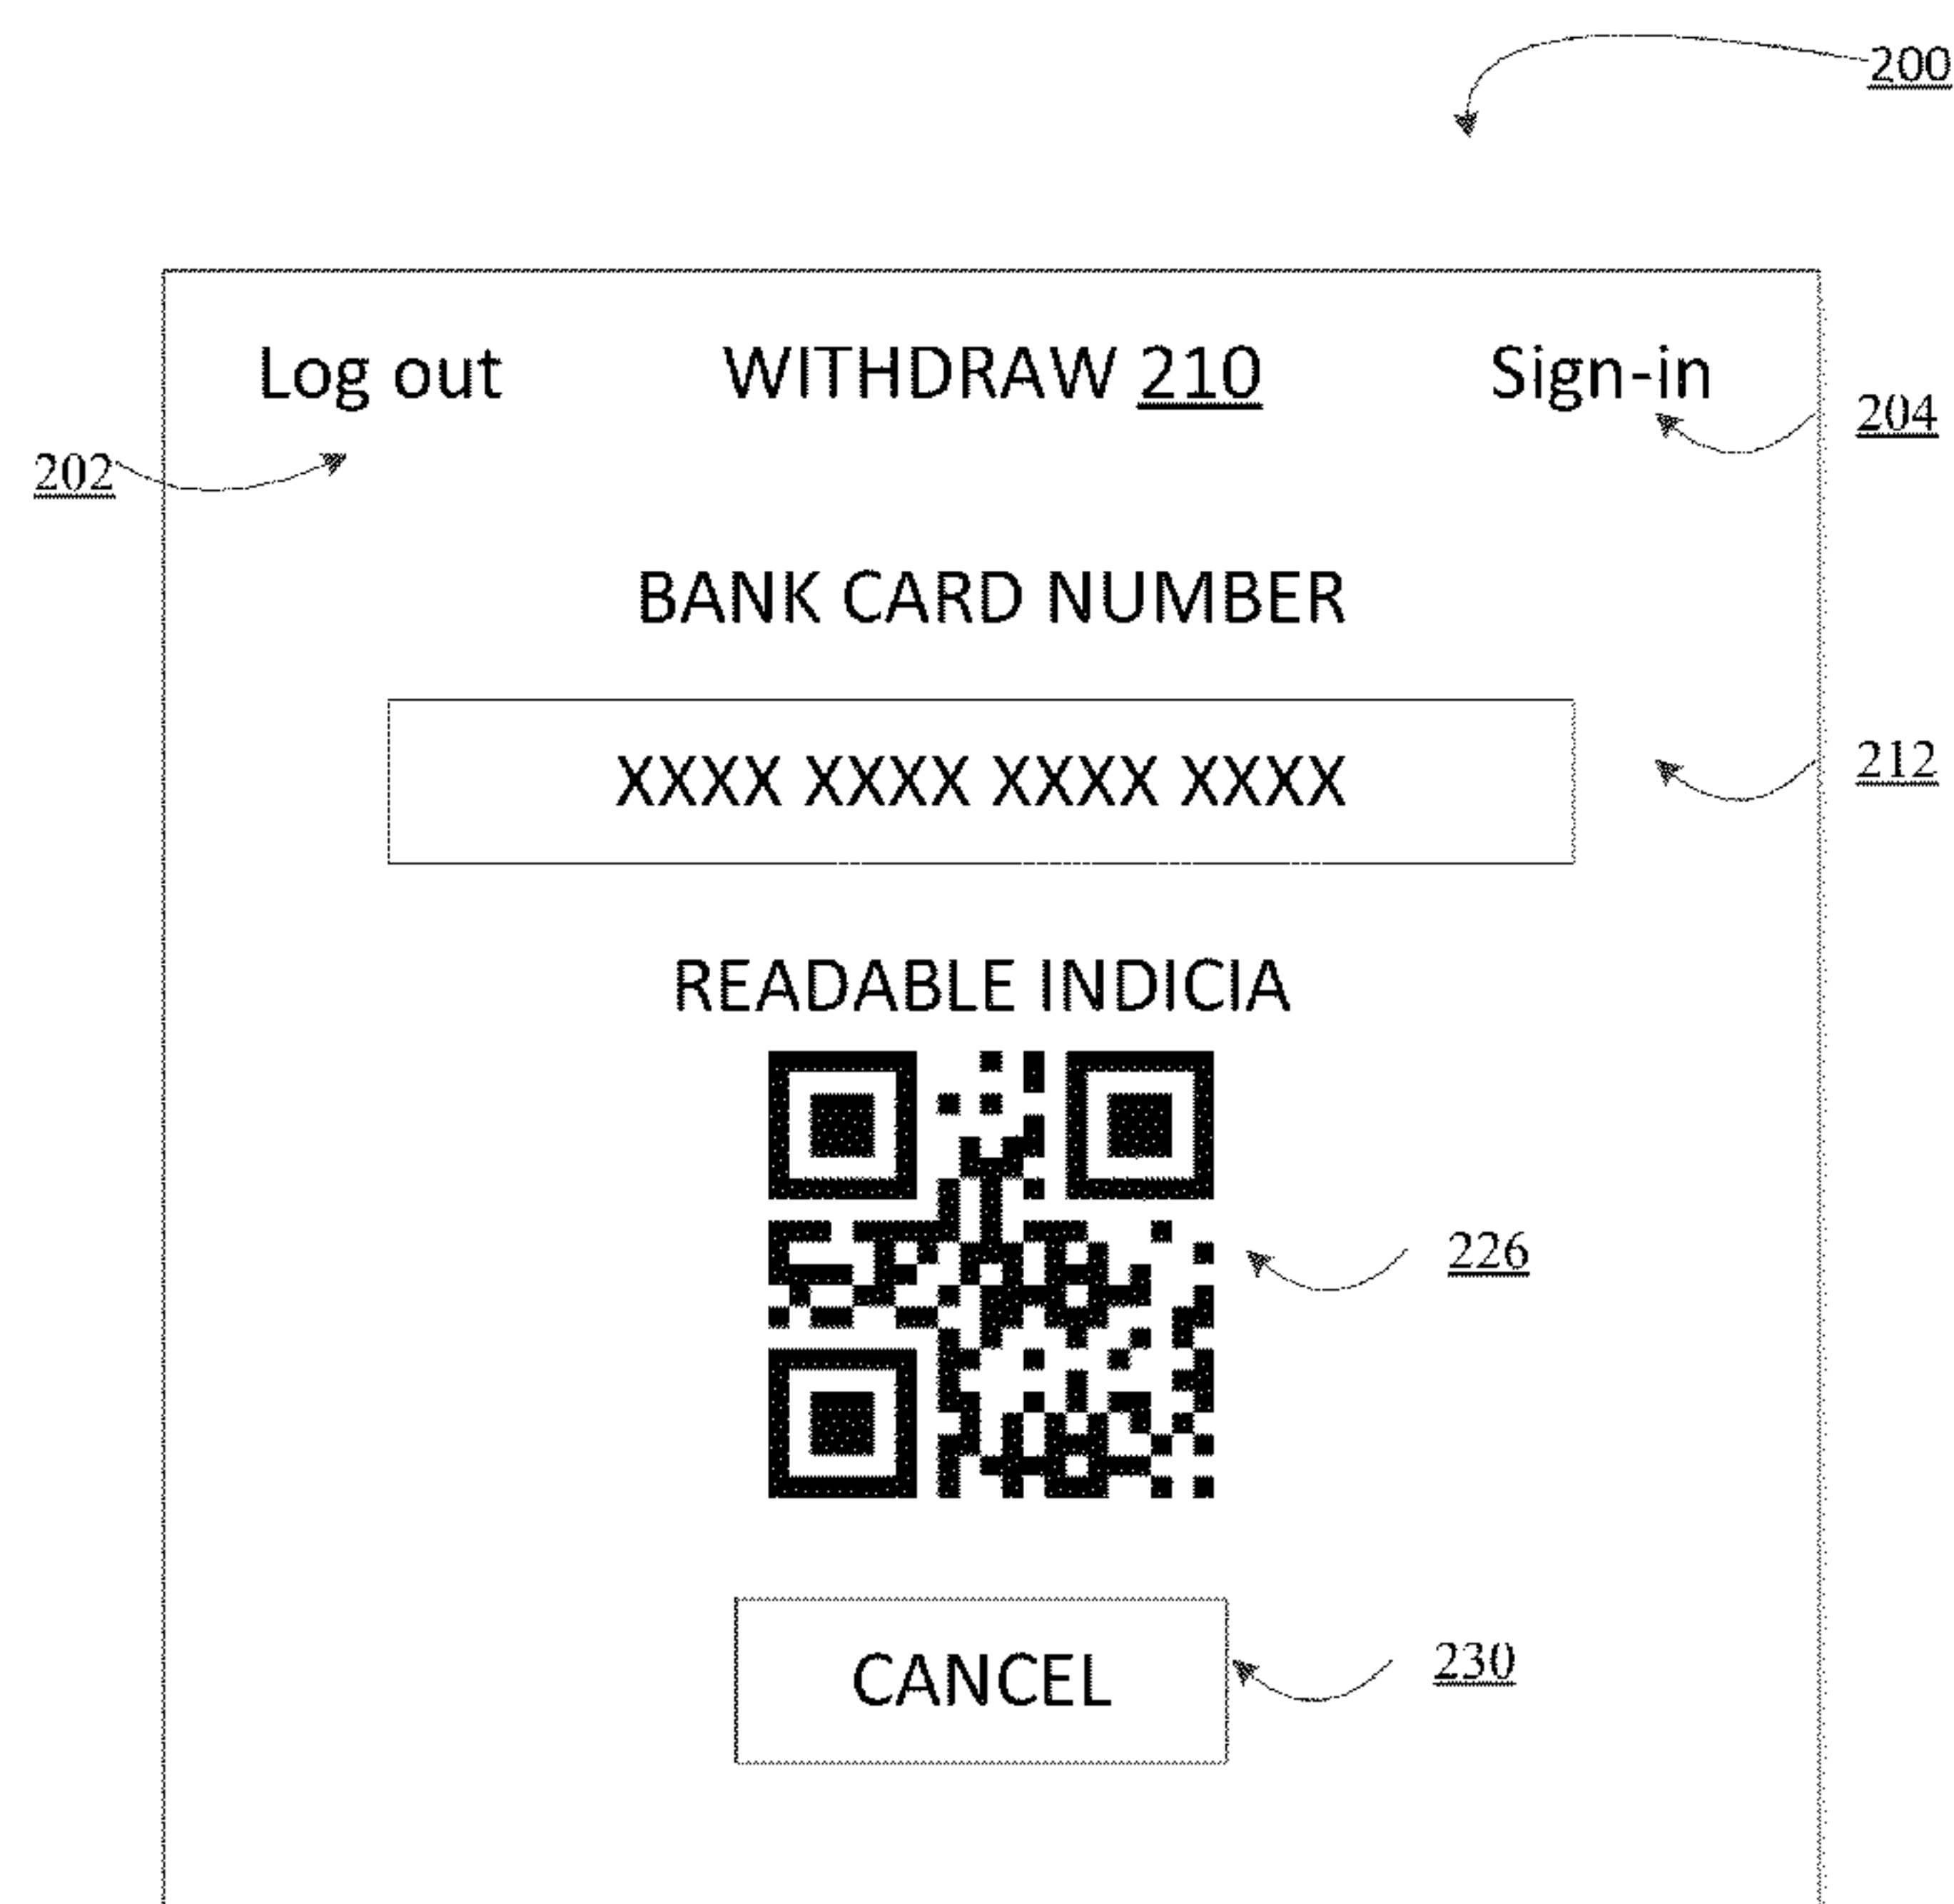 200
Log out WITHDRAW 210 Sign-in
204
202
BANK CARD NUMBER
XXXX XXXX XXXX XXXX
212
READABLE INDICIA
226
CANCEL
230